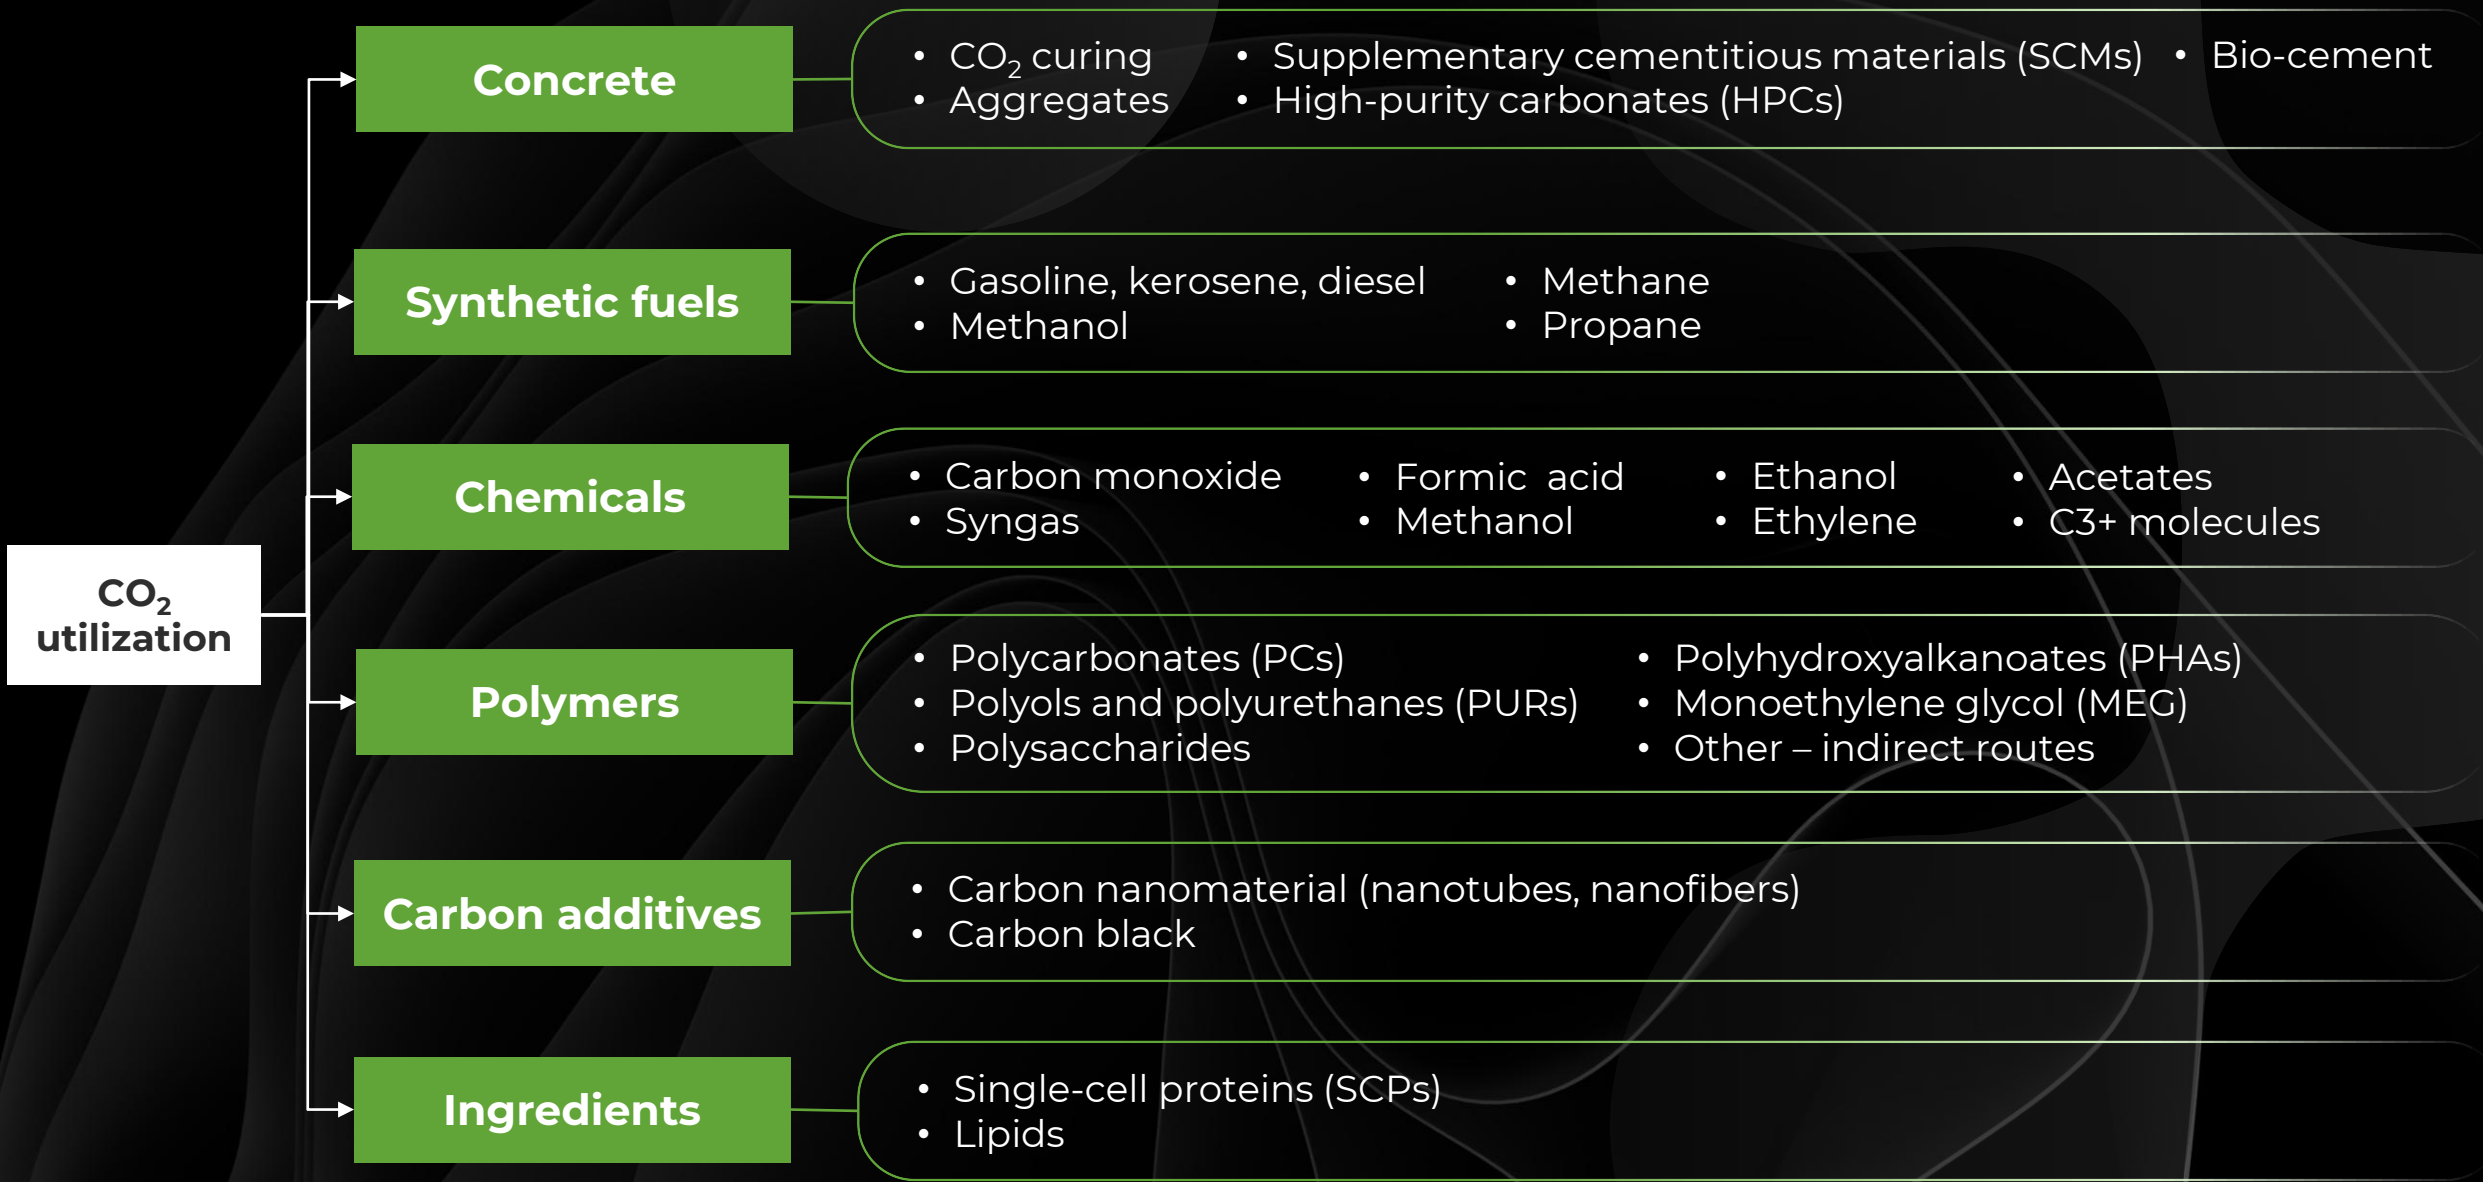 Concrete
• CO₂ curing
• Aggregates
• Supplementary cementitious materials (SCMs)
• High-purity carbonates (HPCs)
• Bio-cement
Synthetic fuels
• Gasoline, kerosene, diesel
• Methanol
• Methane
• Propane
Chemicals
• Carbon monoxide
• Syngas
• Formic  acid
• Methanol
• Ethanol
• Ethylene
• Acetates
• C3+ molecules
CO₂
utilization
Polymers
• Polycarbonates (PCs)
• Polyols and polyurethanes (PURs)
• Polysaccharides
• Polyhydroxyalkanoates (PHAs)
• Monoethylene glycol (MEG)
• Other – indirect routes
Carbon additives
• Carbon nanomaterial (nanotubes, nanofibers)
• Carbon black
Ingredients
• Single-cell proteins (SCPs)
• Lipids